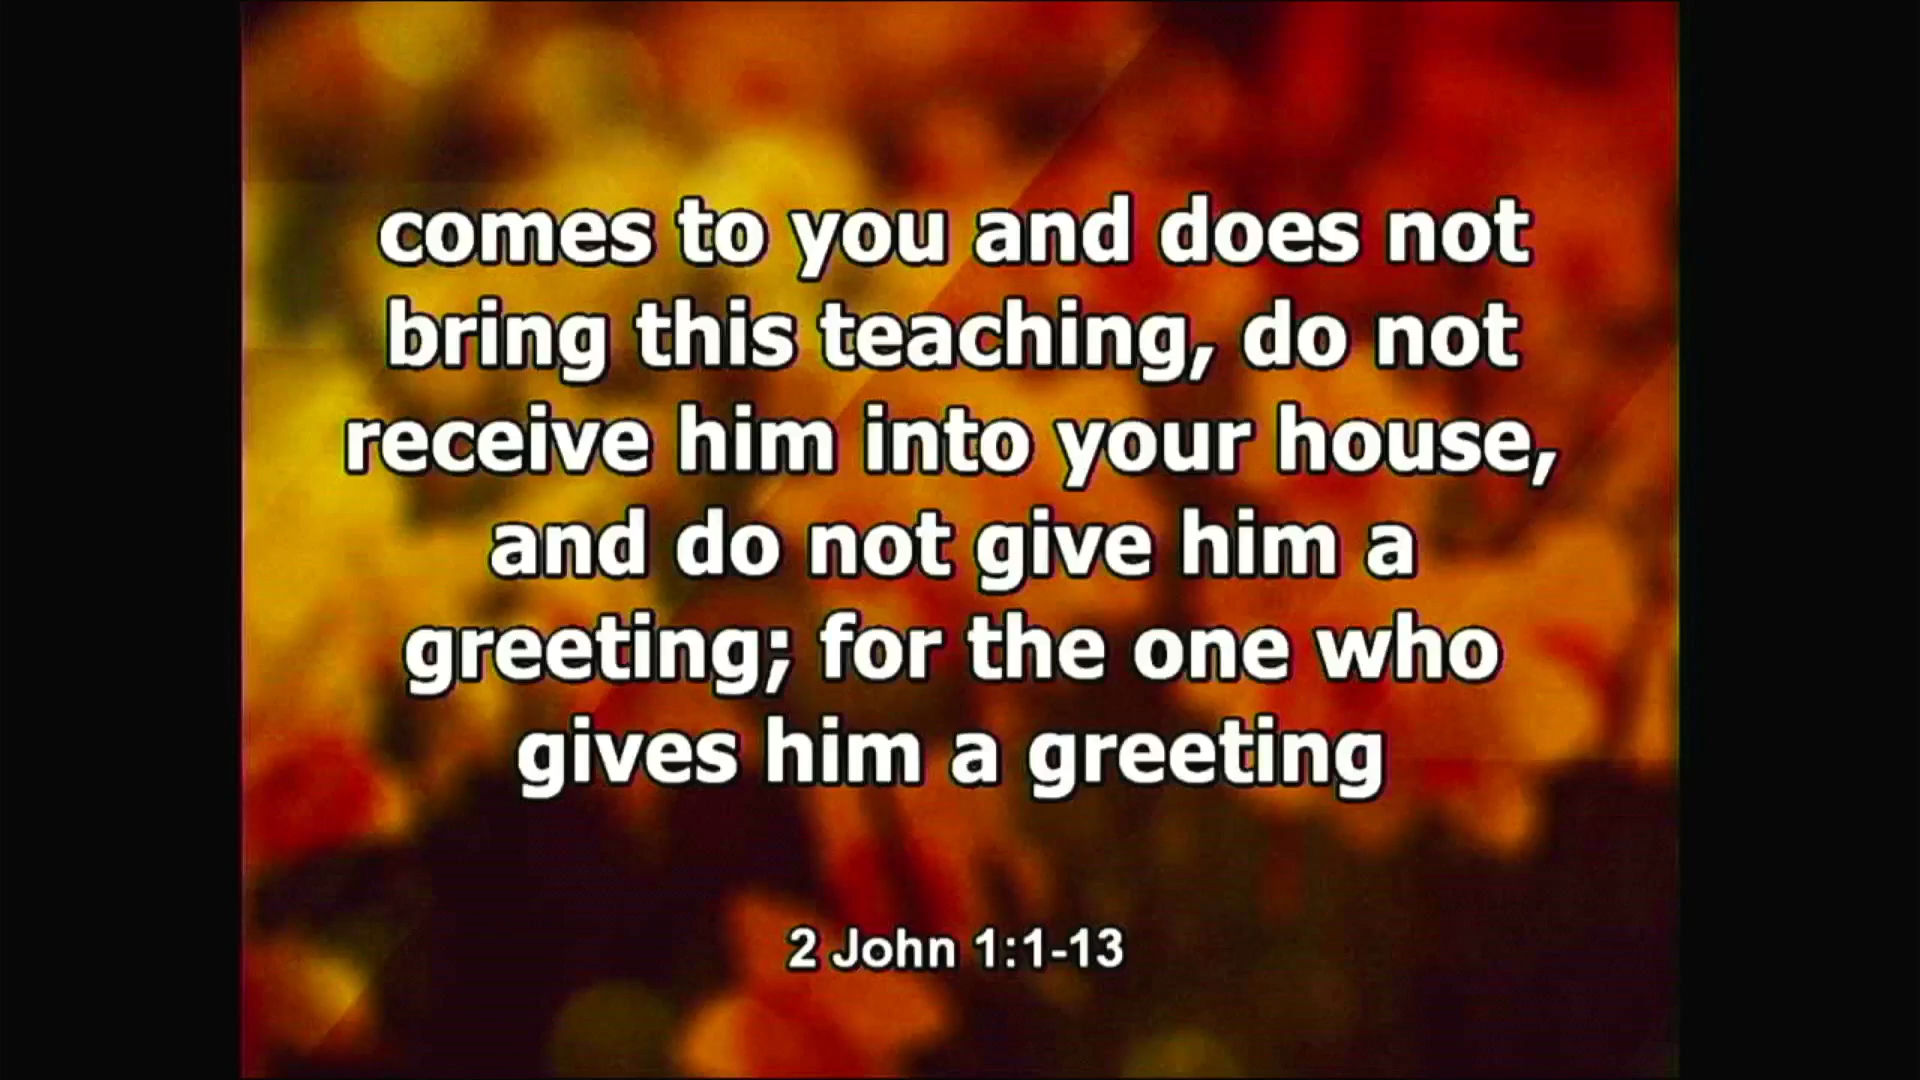 comes to you and does not
bring this teaching, do not
receive him into your house,
and do not give him a
greeting; for the one who
gives him a greeting
2 John 1:1-13